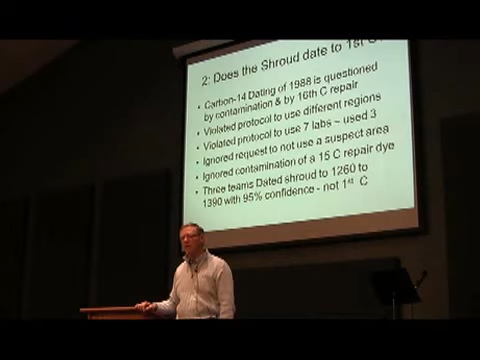 2: Does the Shroud date to 1st C
• Carbon-14 Dating of 1988 is questioned
by contamination & by 16th C repair
• Violated protocol to use different regions
• Violated protocol to use 7 labs – used 3
• Ignored request to not use a suspect area
• Ignored contamination of a 15 C repair dye
• Three teams Dated shroud to 1260 to
1390 with 95% confidence - not 1st C